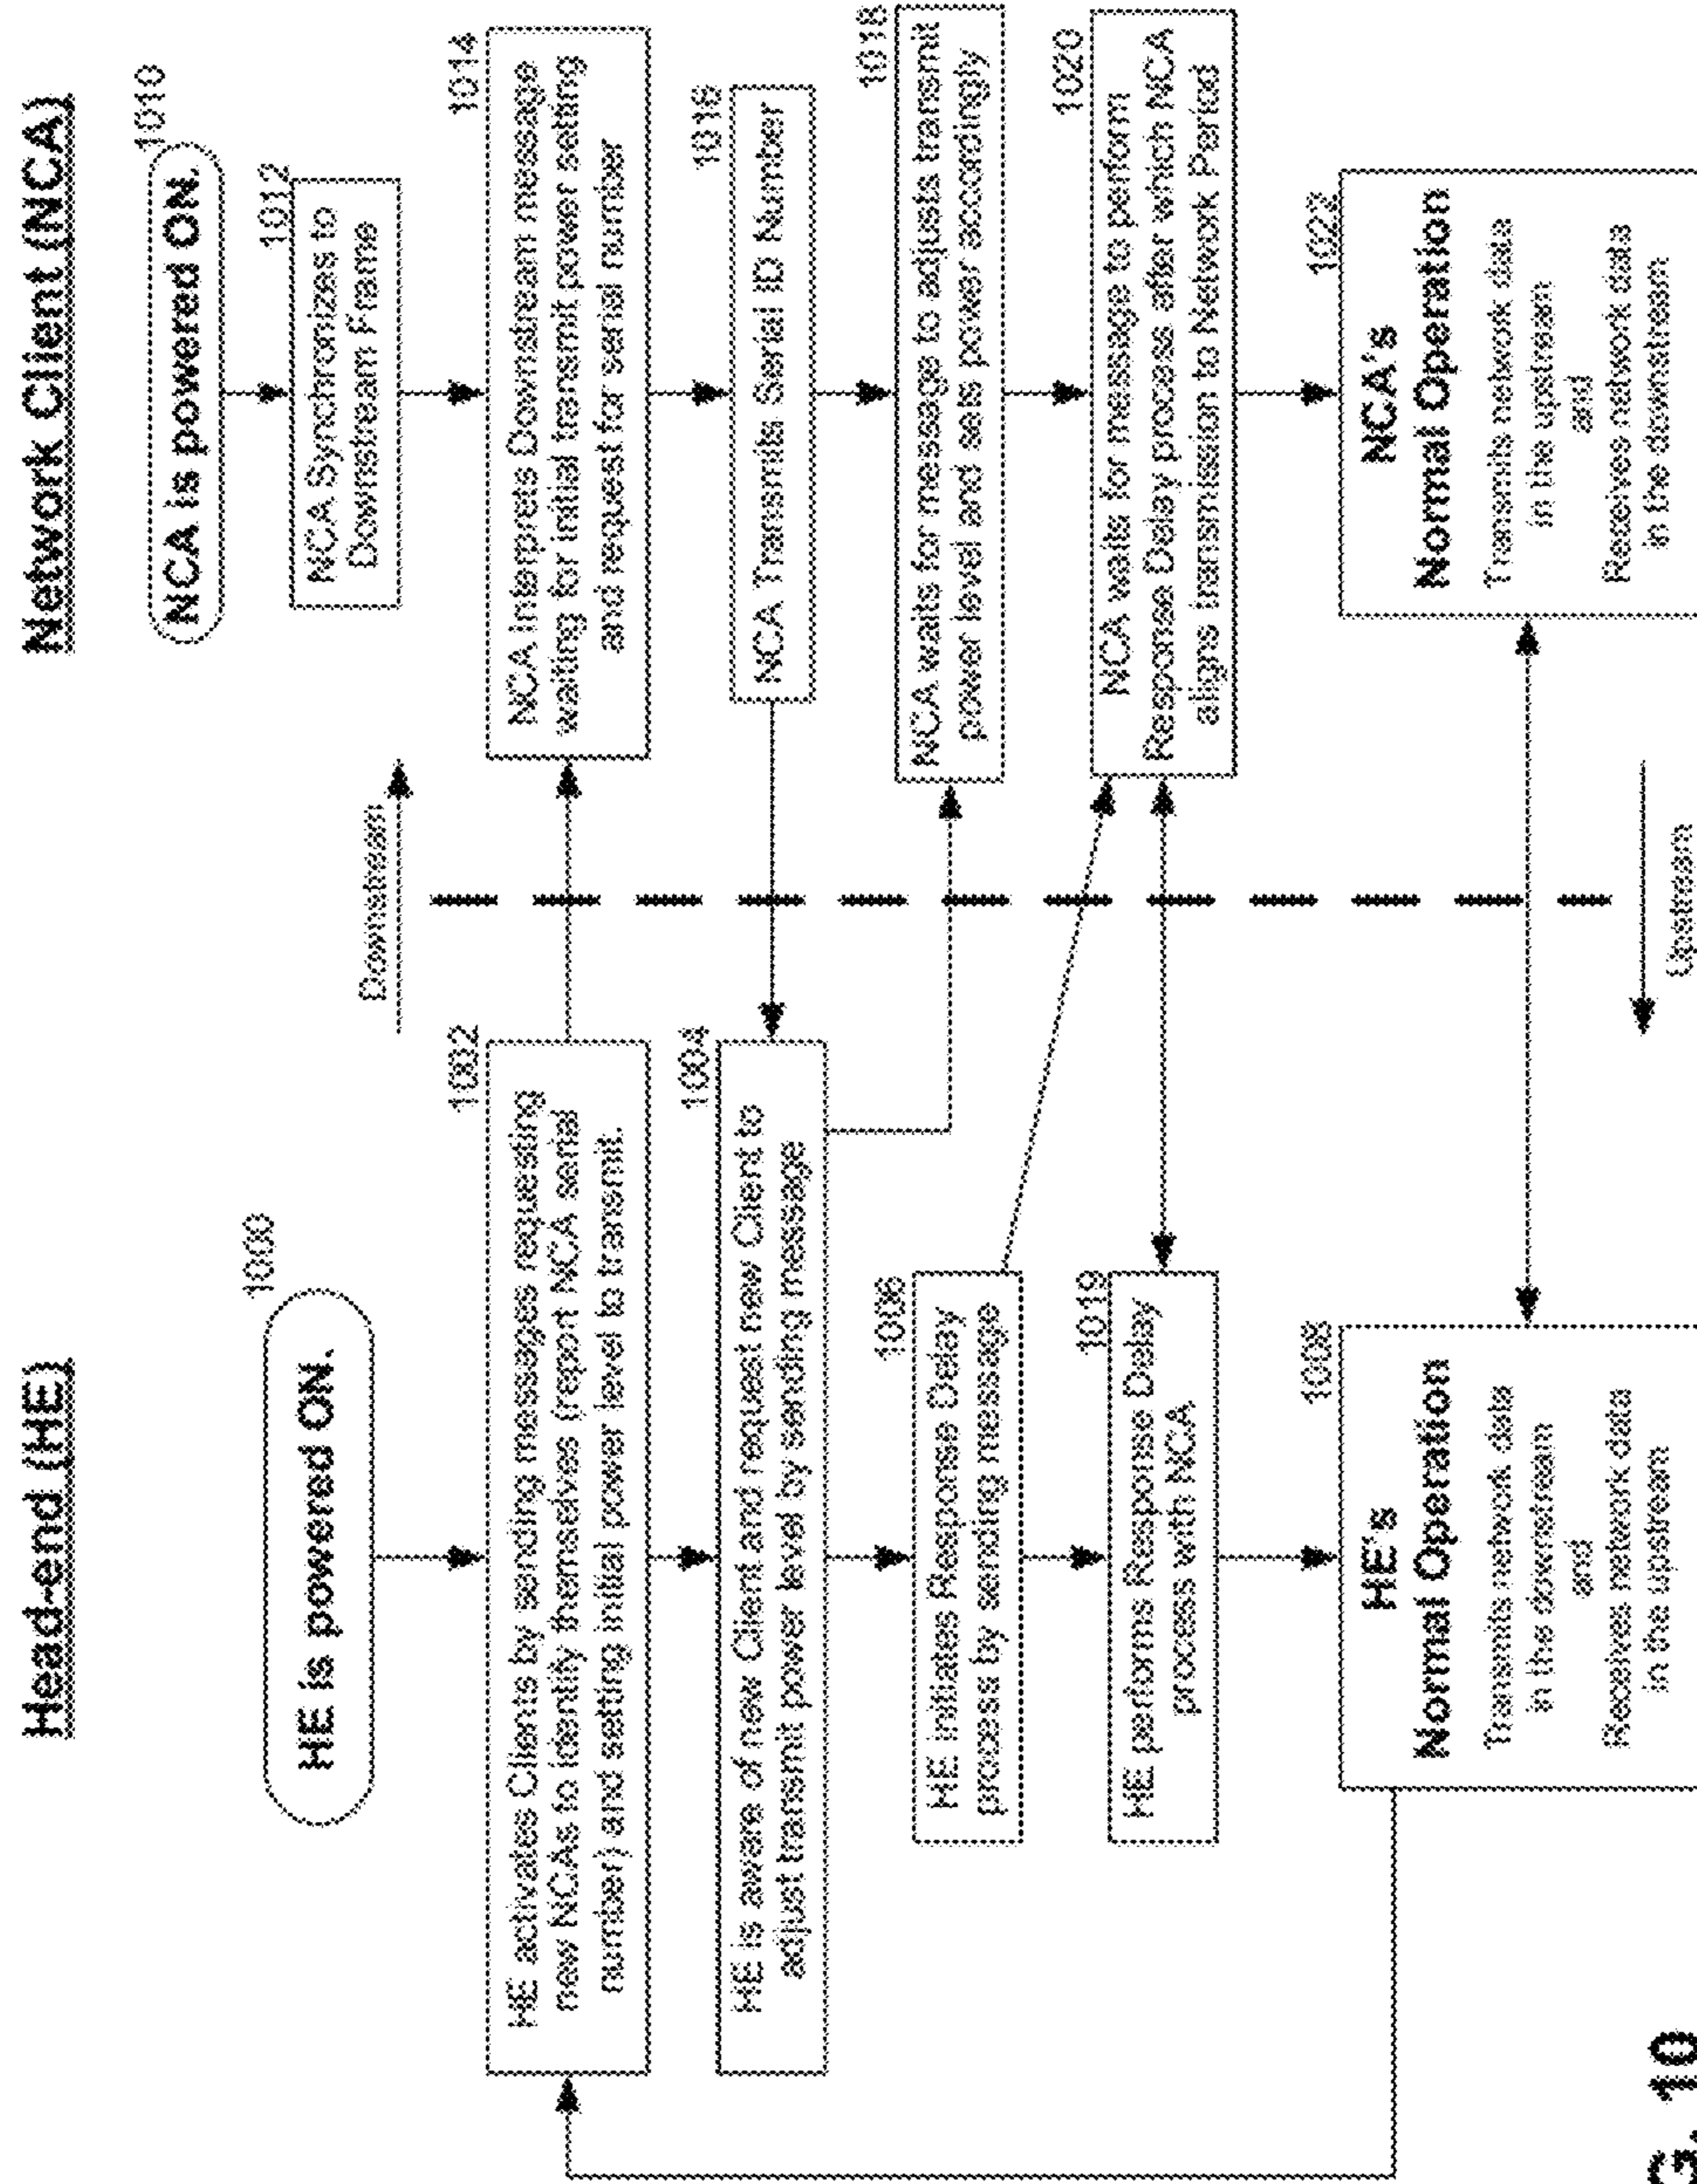 Head-end (HE)
Network Client (NCA)
1000
HE is powered ON.
1010
NCA is powered ON.
1012
NCA Synchronizes to
Downstream Frame
Downstream
1002
HE activates Clients by sending messages requesting
new NCAs to identify themselves (report NCA serial
number) and setting initial power level to transmit.
1014
NCA Interprets Downstream message
waiting for initial transmit power setting
and request for serial number
1004
HE is aware of new Client and request new Client to
adjust transmit power level by sending message
1016
NCA Transmits Serial ID Number
1018
NCA waits for message to adjusts transmit
power level and sets power accordingly
1006
HE initiates Response Delay
process by sending message
1020
NCA waits for message to perform
Response Delay process after which NCA
aligns transmission to Network Period
1019
HE performs Response Delay
process with NCA
1008
HE's
Normal Operation
Transmits network data
in the downstream
and
Receives network data
in the upstream
1022
NCA's
Normal Operation
Transmits network data
in the upstream
and
Receives network data
in the downstream
Upstream
G. 10